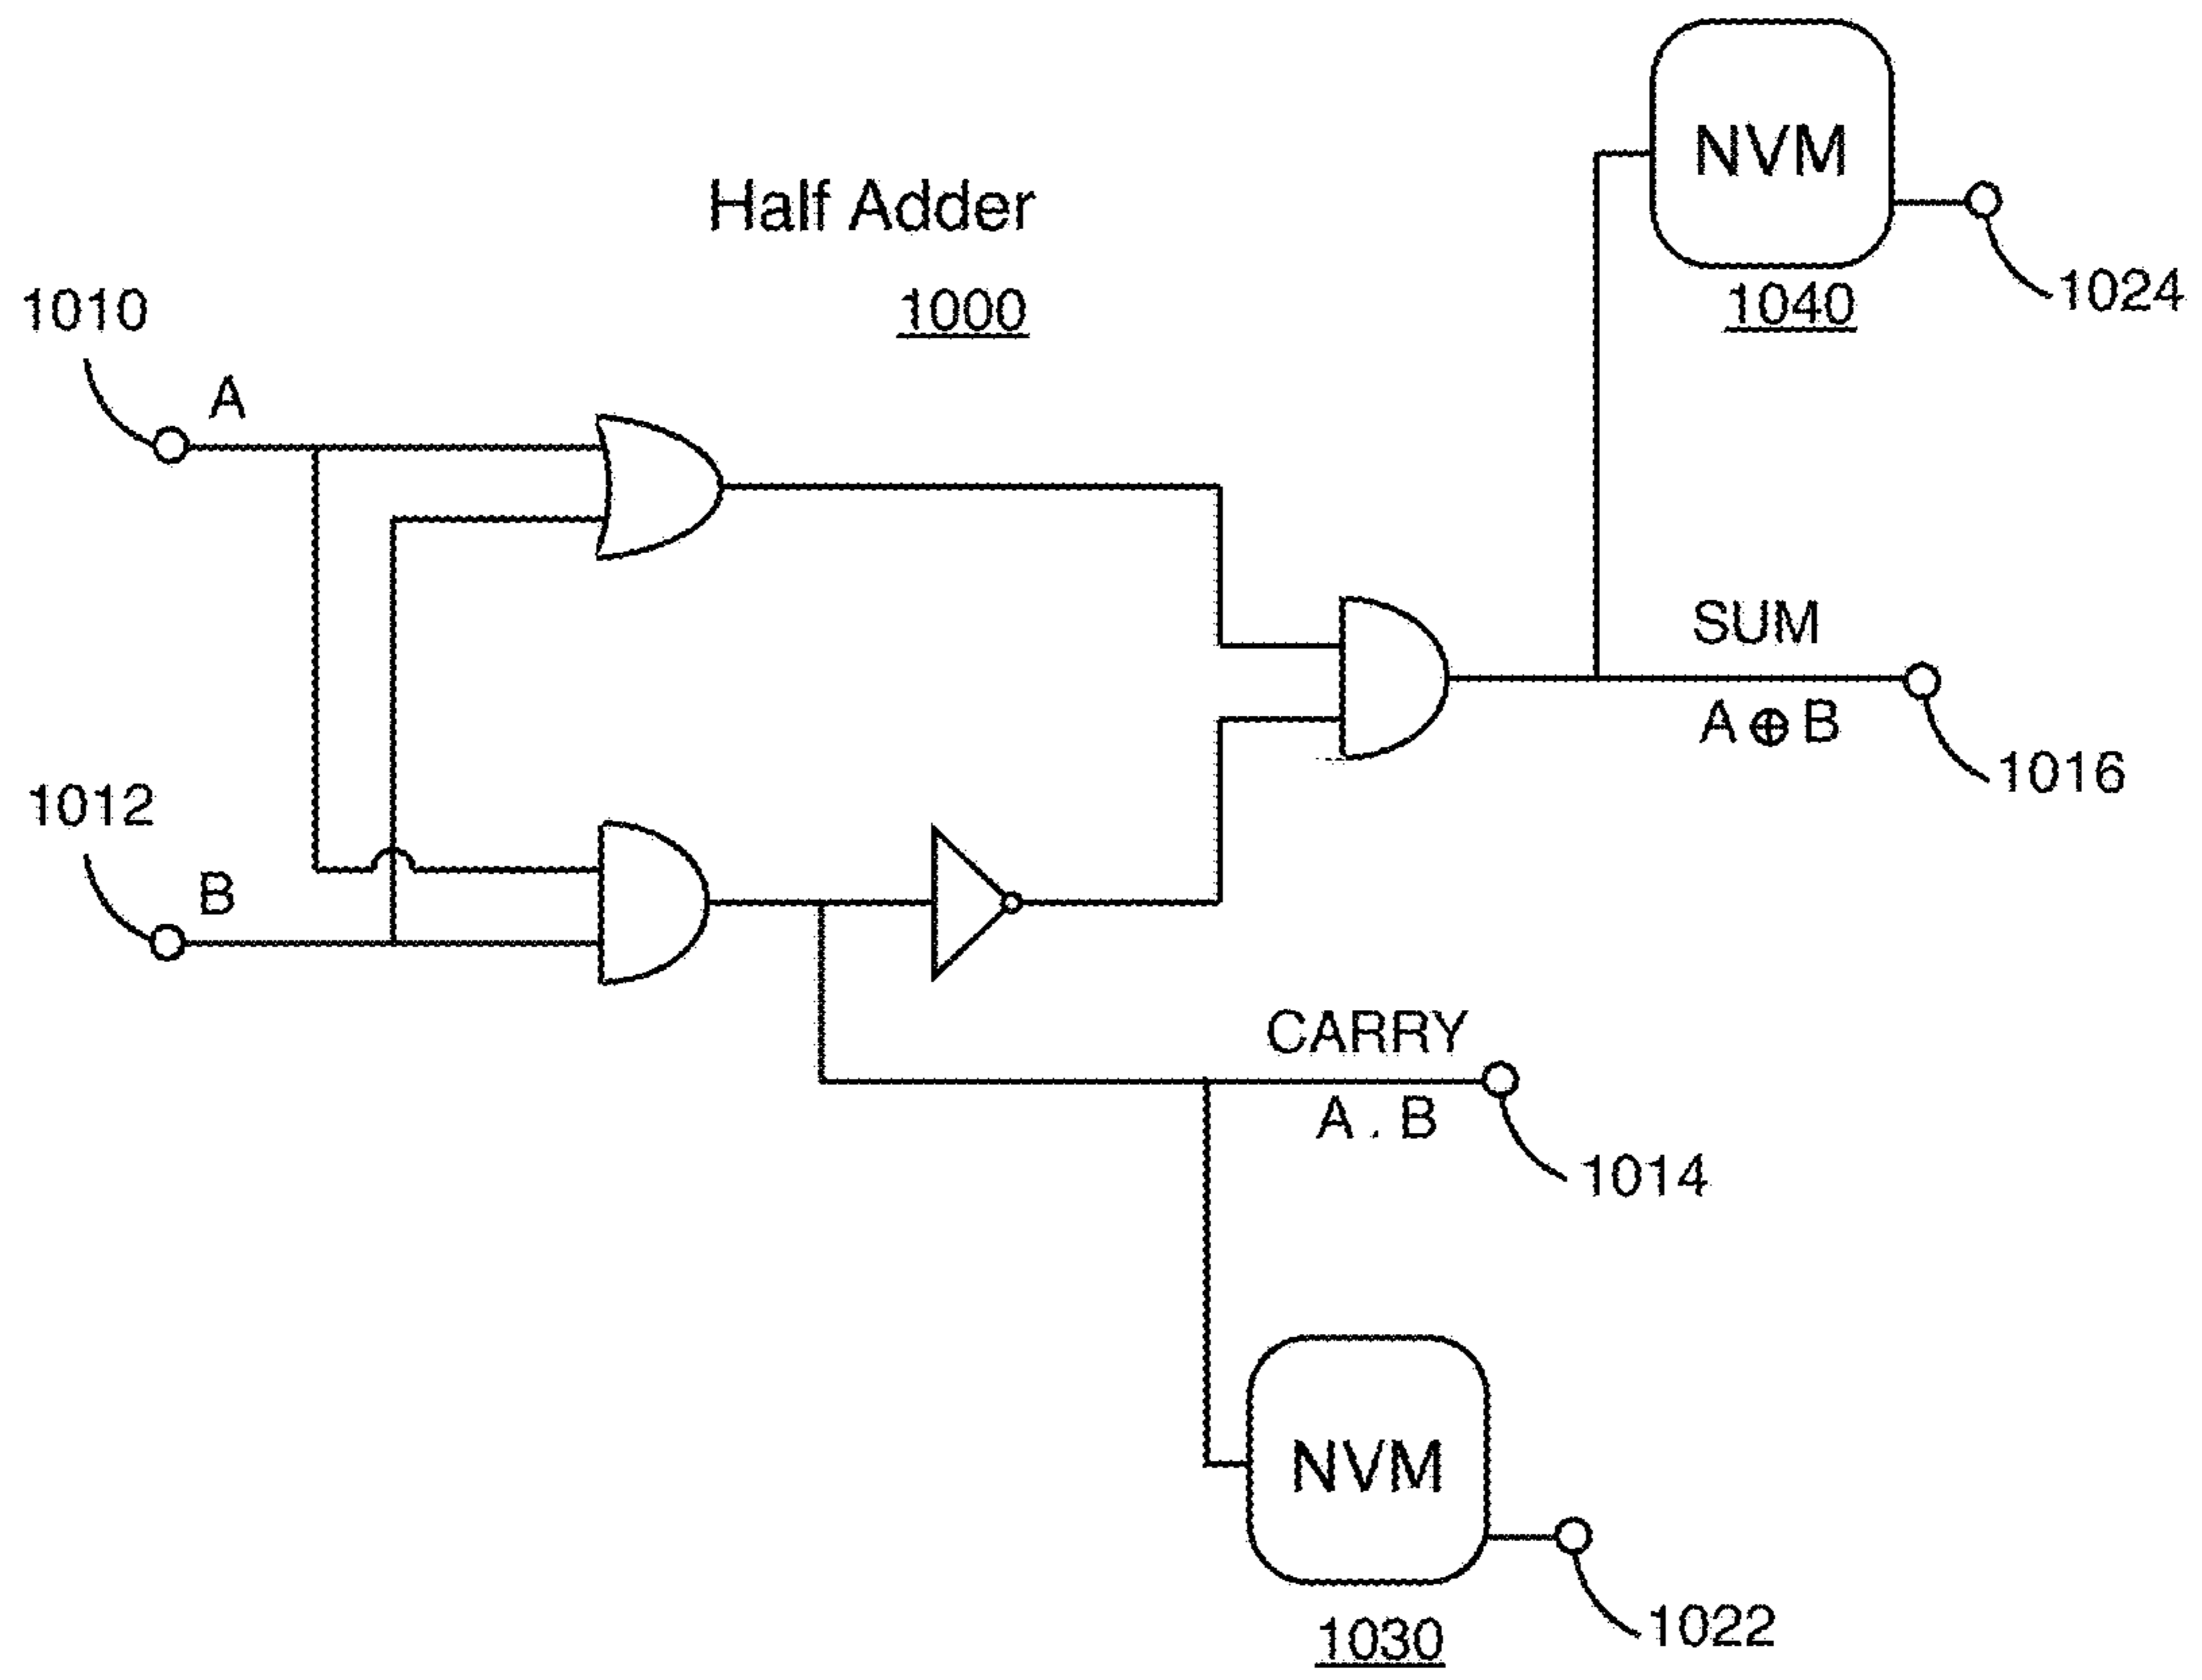 NVM
1024
1040
Half Adder
1000
1010
A
SUM
A ⊕ B
1016
1012
B
CARRY
A . B
1014
NVM
1022
1030